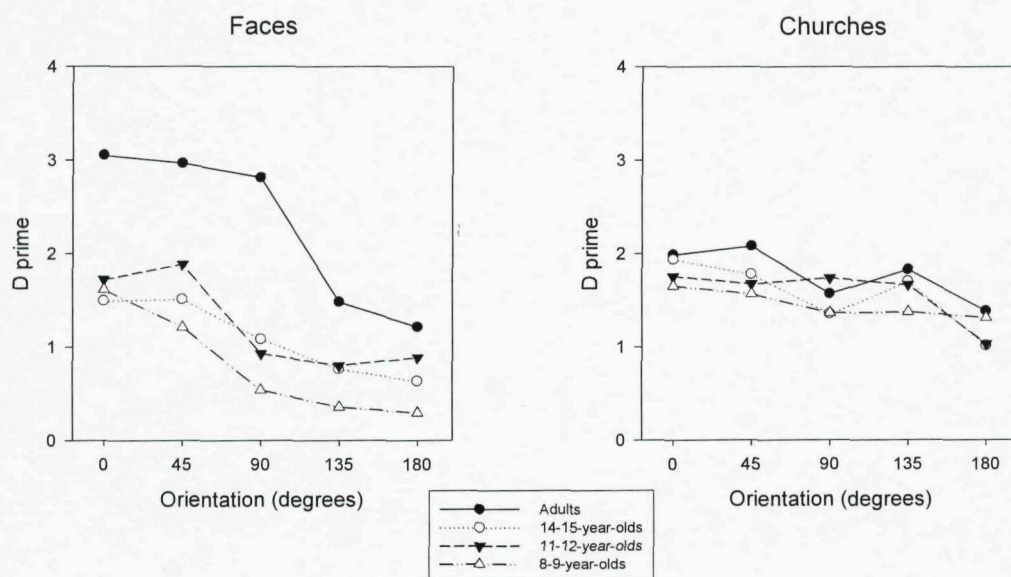 Faces
Churches
4
3
2
1
0
D prime
0 45 90 135 180
Orientation (degrees)
4
3
2
1
0
D prime
0 45 90 135 180
Orientation (degrees)
Adults
14-15-year-olds
11-12-year-olds
8-9-year-olds